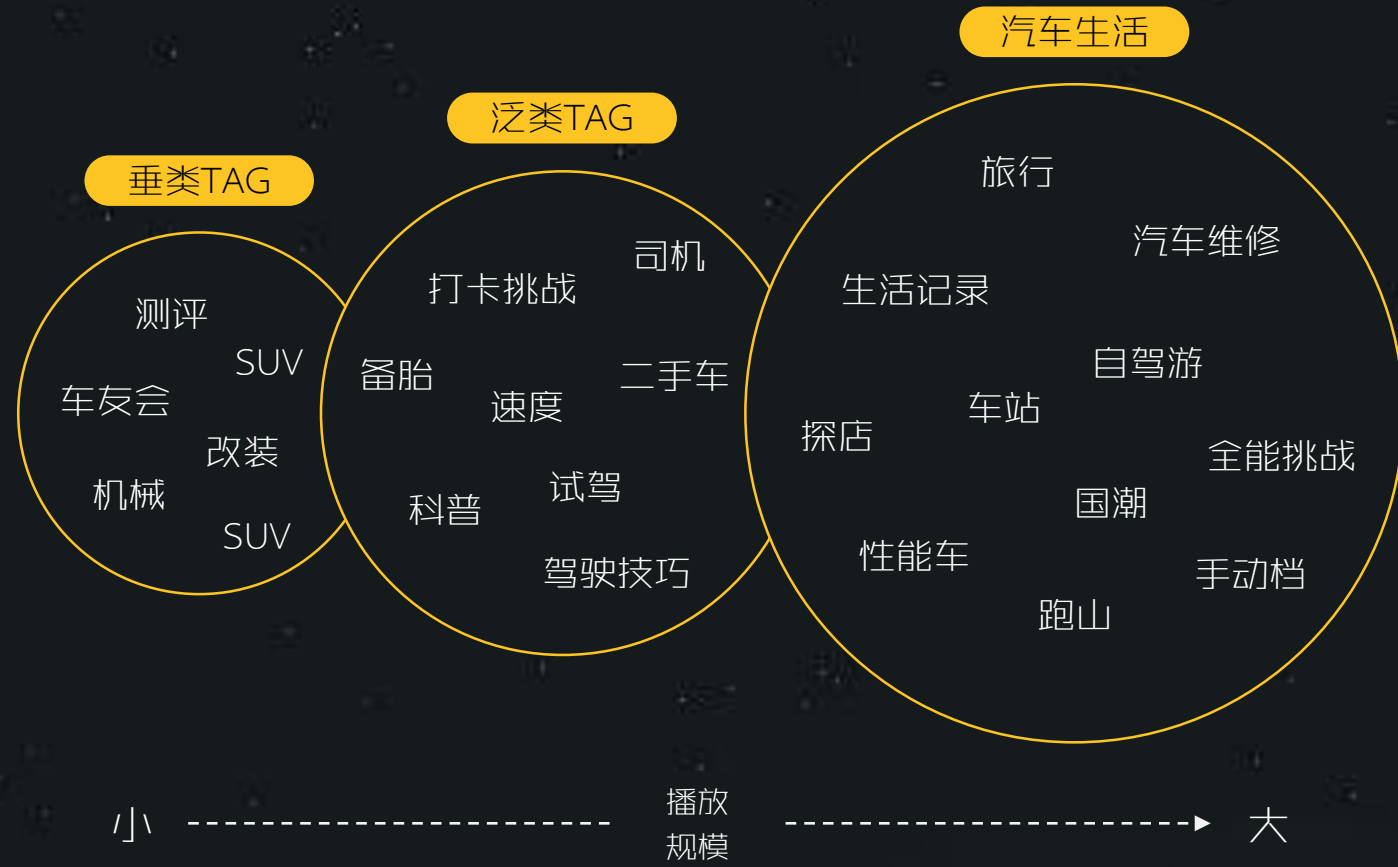 汽车生活
泛类TAG
垂类TAG
测评
SUV
车友会
改装
机械
SUV
司机
打卡挑战
备胎
二手车
速度
试驾
科普
驾驶技巧
旅行
汽车维修
生活记录
自驾游
车站
探店
全能挑战
国潮
性能车
手动档
跑山
小
播放
规模
大